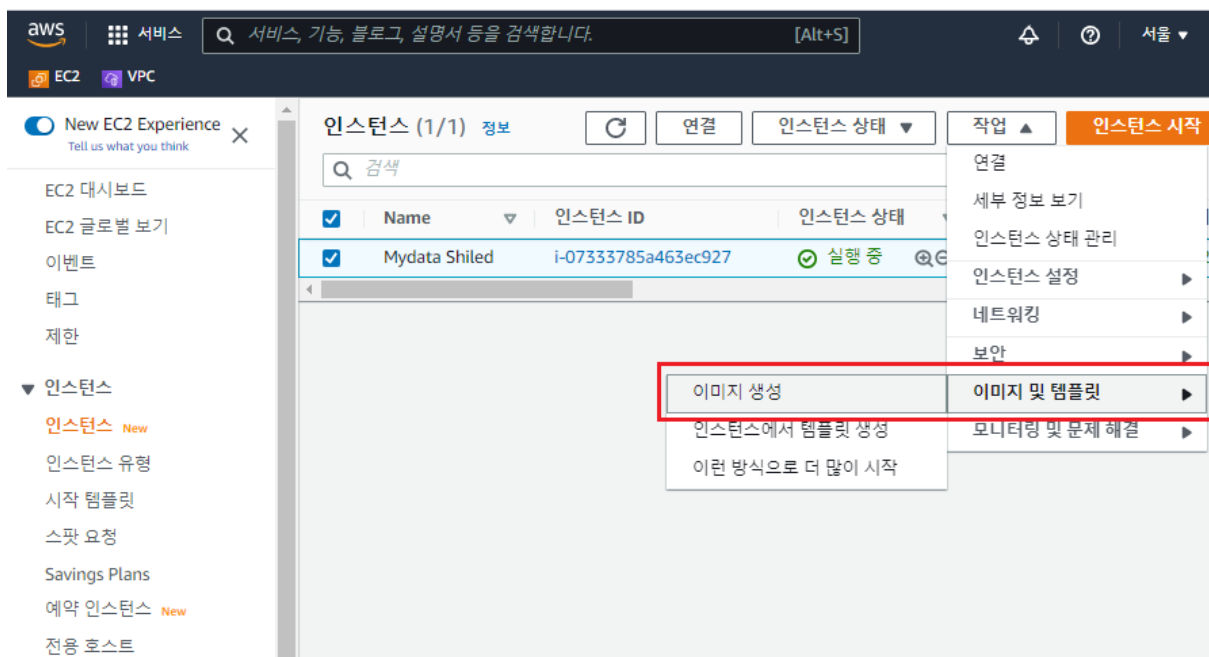 aws 서비스 서비스, 기능, 블로그, 설명서 등을 검색합니다. [Alt+S] 서울 ▼
EC2 VPC
New EC2 Experience
Tell us what you think
EC2 대시보드
EC2 글로벌 보기
이벤트
태그
제한
▼ 인스턴스
인스턴스 New
인스턴스 유형
시작 템플릿
스팟 요청
Savings Plans
예약 인스턴스 New
전용 호스트
인스턴스 (1/1) 정보 연결 인스턴스 상태 ▼ 작업 ▲ 인스턴스 시작
검색
Name 인스턴스 ID 인스턴스 상태
Mydata Shiled i-07333785a463ec927 실행 중
연결
세부 정보 보기
인스턴스 상태 관리
인스턴스 설정
네트워킹
보안
이미지 및 템플릿
모니터링 및 문제 해결
이미지 생성
인스턴스에서 템플릿 생성
이런 방식으로 더 많이 시작